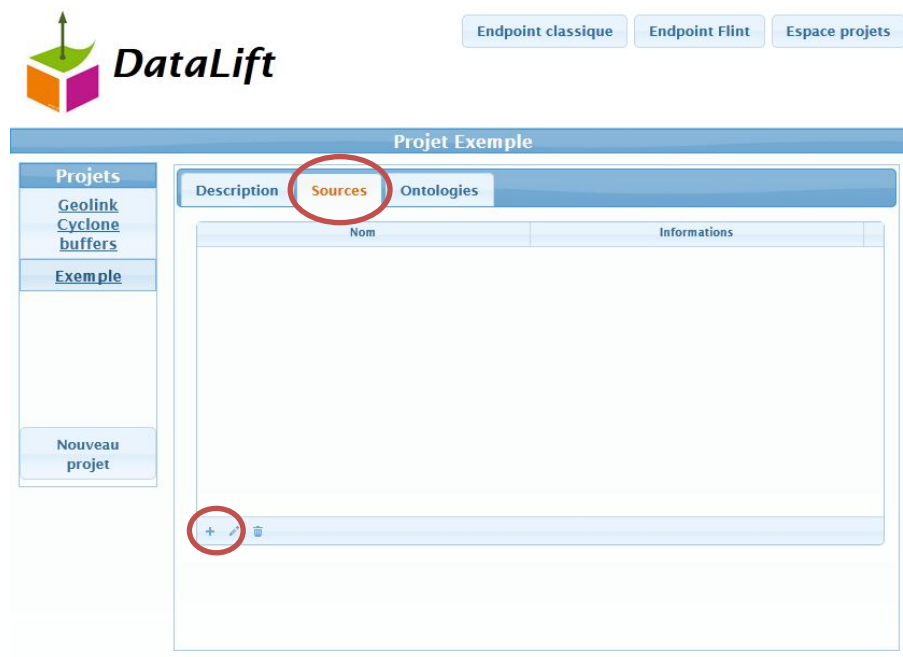 Endpoint classique Endpoint Flint Espace projets
DataLift
Projet Exemple
Projets
Geolink
Cyclone
buffers
Exemple
Nouveau
projet
Description Sources Ontologies
Nom Informations